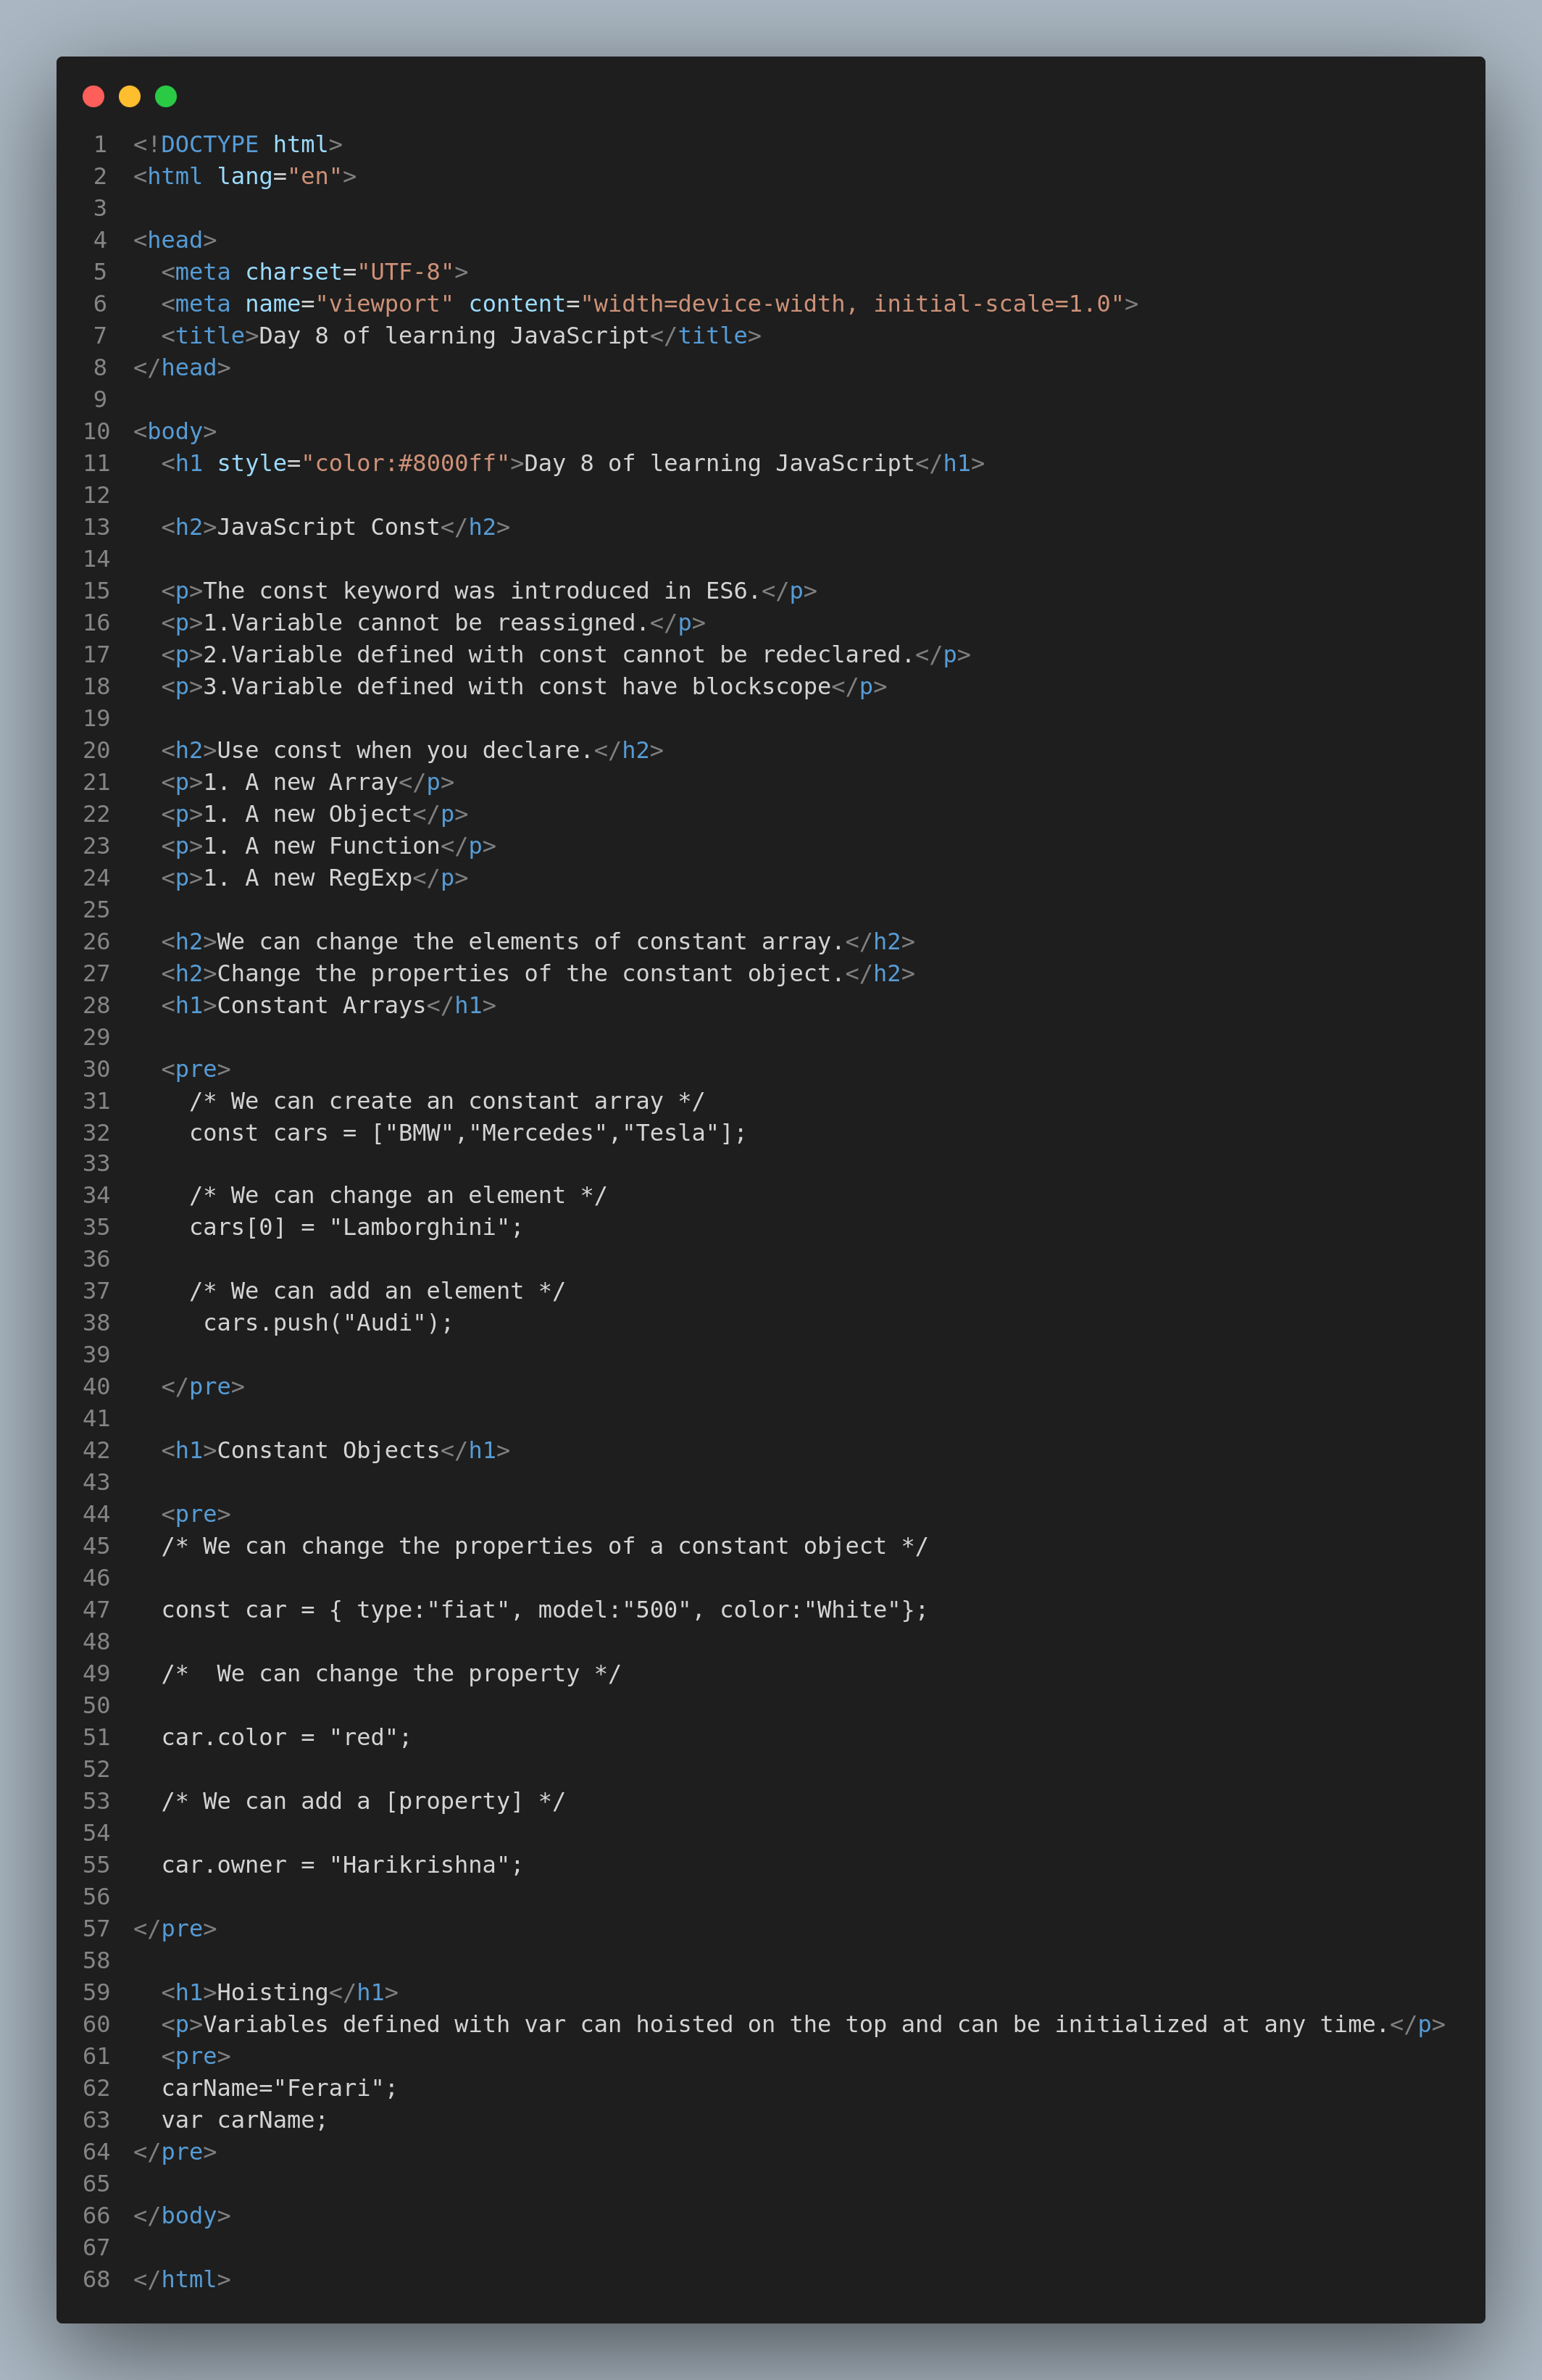 1 <!DOCTYPE html>
2 <html lang="en">
3
4 <head>
5   <meta charset="UTF-8">
6   <meta name="viewport" content="width=device-width, initial-scale=1.0">
7   <title>Day 8 of learning JavaScript</title>
8 </head>
9
10 <body>
11   <h1 style="color:#8000ff">Day 8 of learning JavaScript</h1>
12
13   <h2>JavaScript Const</h2>
14
15   <p>The const keyword was introduced in ES6.</p>
16   <p>1.Variable cannot be reassigned.</p>
17   <p>2.Variable defined with const cannot be redeclared.</p>
18   <p>3.Variable defined with const have blockscope</p>
19
20   <h2>Use const when you declare.</h2>
21   <p>1. A new Array</p>
22   <p>1. A new Object</p>
23   <p>1. A new Function</p>
24   <p>1. A new RegExp</p>
25
26   <h2>We can change the elements of constant array.</h2>
27   <h2>Change the properties of the constant object.</h2>
28   <h1>Constant Arrays</h1>
29
30   <pre>
31     /* We can create an constant array */
32     const cars = ["BMW","Mercedes","Tesla"];
33
34     /* We can change an element */
35     cars[0] = "Lamborghini";
36
37     /* We can add an element */
38      cars.push("Audi");
39
40   </pre>
41
42   <h1>Constant Objects</h1>
43
44   <pre>
45   /* We can change the properties of a constant object */
46
47   const car = { type:"fiat", model:"500", color:"White"};
48
49   /*  We can change the property */
50
51   car.color = "red";
52
53   /* We can add a [property] */
54
55   car.owner = "Harikrishna";
56
57 </pre>
58
59   <h1>Hoisting</h1>
60   <p>Variables defined with var can hoisted on the top and can be initialized at any time.</p>
61   <pre>
62   carName="Ferari";
63   var carName;
64 </pre>
65
66 </body>
67
68 </html>